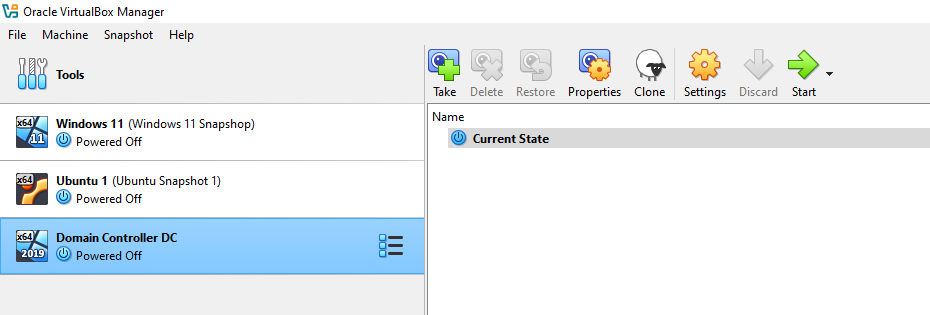 Oracle VirtualBox Manager
File Machine Snapshot Help
Tools
Take Delete Restore Properties Clone Settings Discard Start
Name
Current State
x64 11 Windows 11 (Windows 11 Snapshop)
Powered Off
x64 Ubuntu 1 (Ubuntu Snapshot 1)
Powered Off
x64 2019 Domain Controller DC
Powered Off